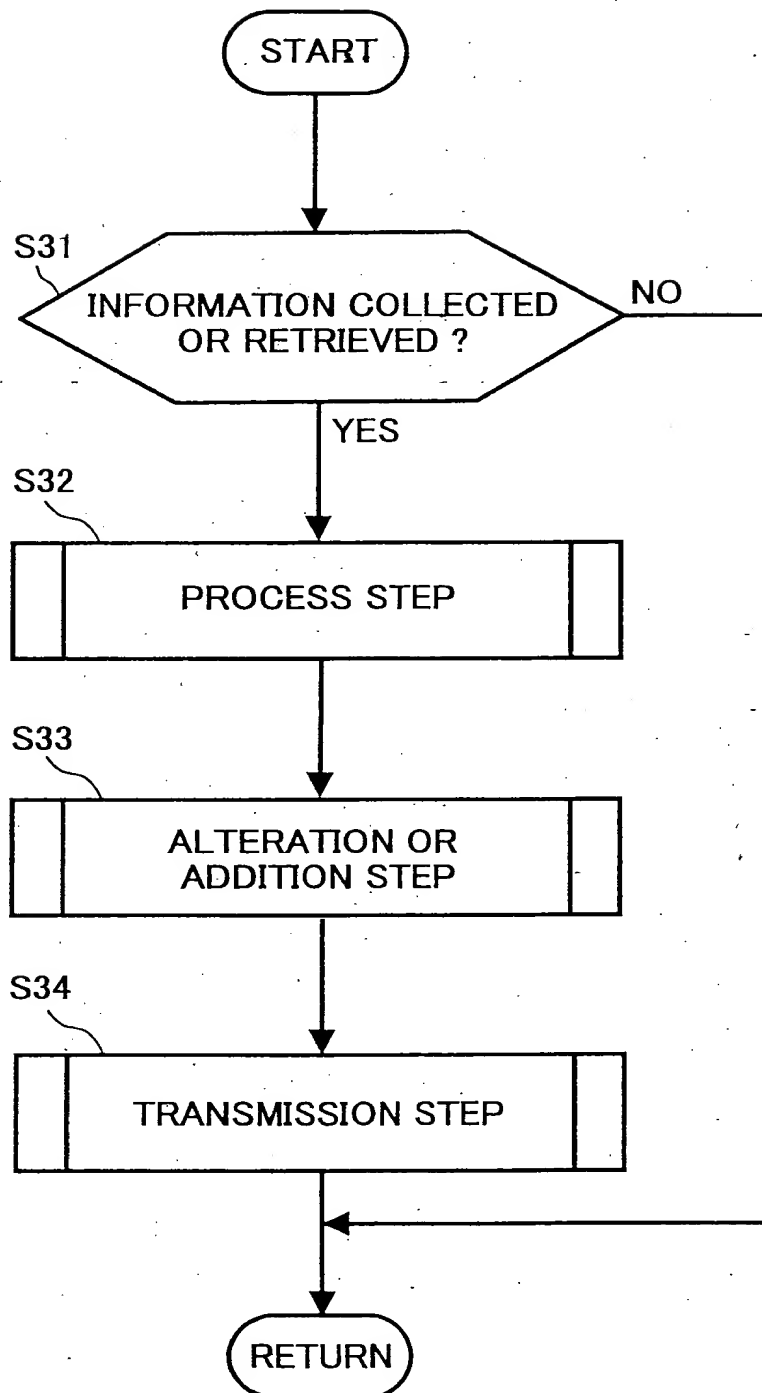 START
S31
INFORMATION COLLECTED
OR RETRIEVED ?
NO
YES
S32
PROCESS STEP
S33
ALTERATION OR
ADDITION STEP
S34
TRANSMISSION STEP
RETURN